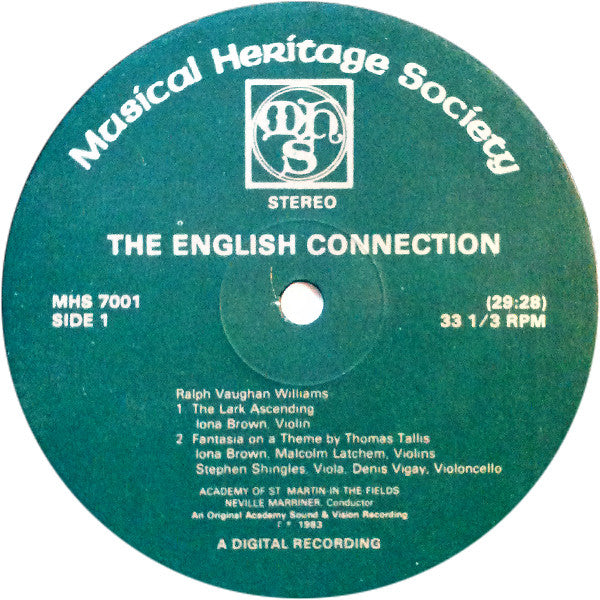 Musical Heritage Society
MHS
STEREO
THE ENGLISH CONNECTION
MHS 7001
SIDE 1
(29:28)
33 1/3 RPM
Ralph Vaughan Williams
1 The Lark Ascending
Iona Brown, Violin
2 Fantasia on a Theme by Thomas Tallis
Iona Brown, Malcolm Latchem, Violins
Stephen Shingles, Viola, Denis Vigay, Violoncello
ACADEMY OF ST MARTIN IN THE FIELDS
NEVILLE MARRINER, Conductor
An Original Academy Sound & Vision Recording
1983
A DIGITAL RECORDING